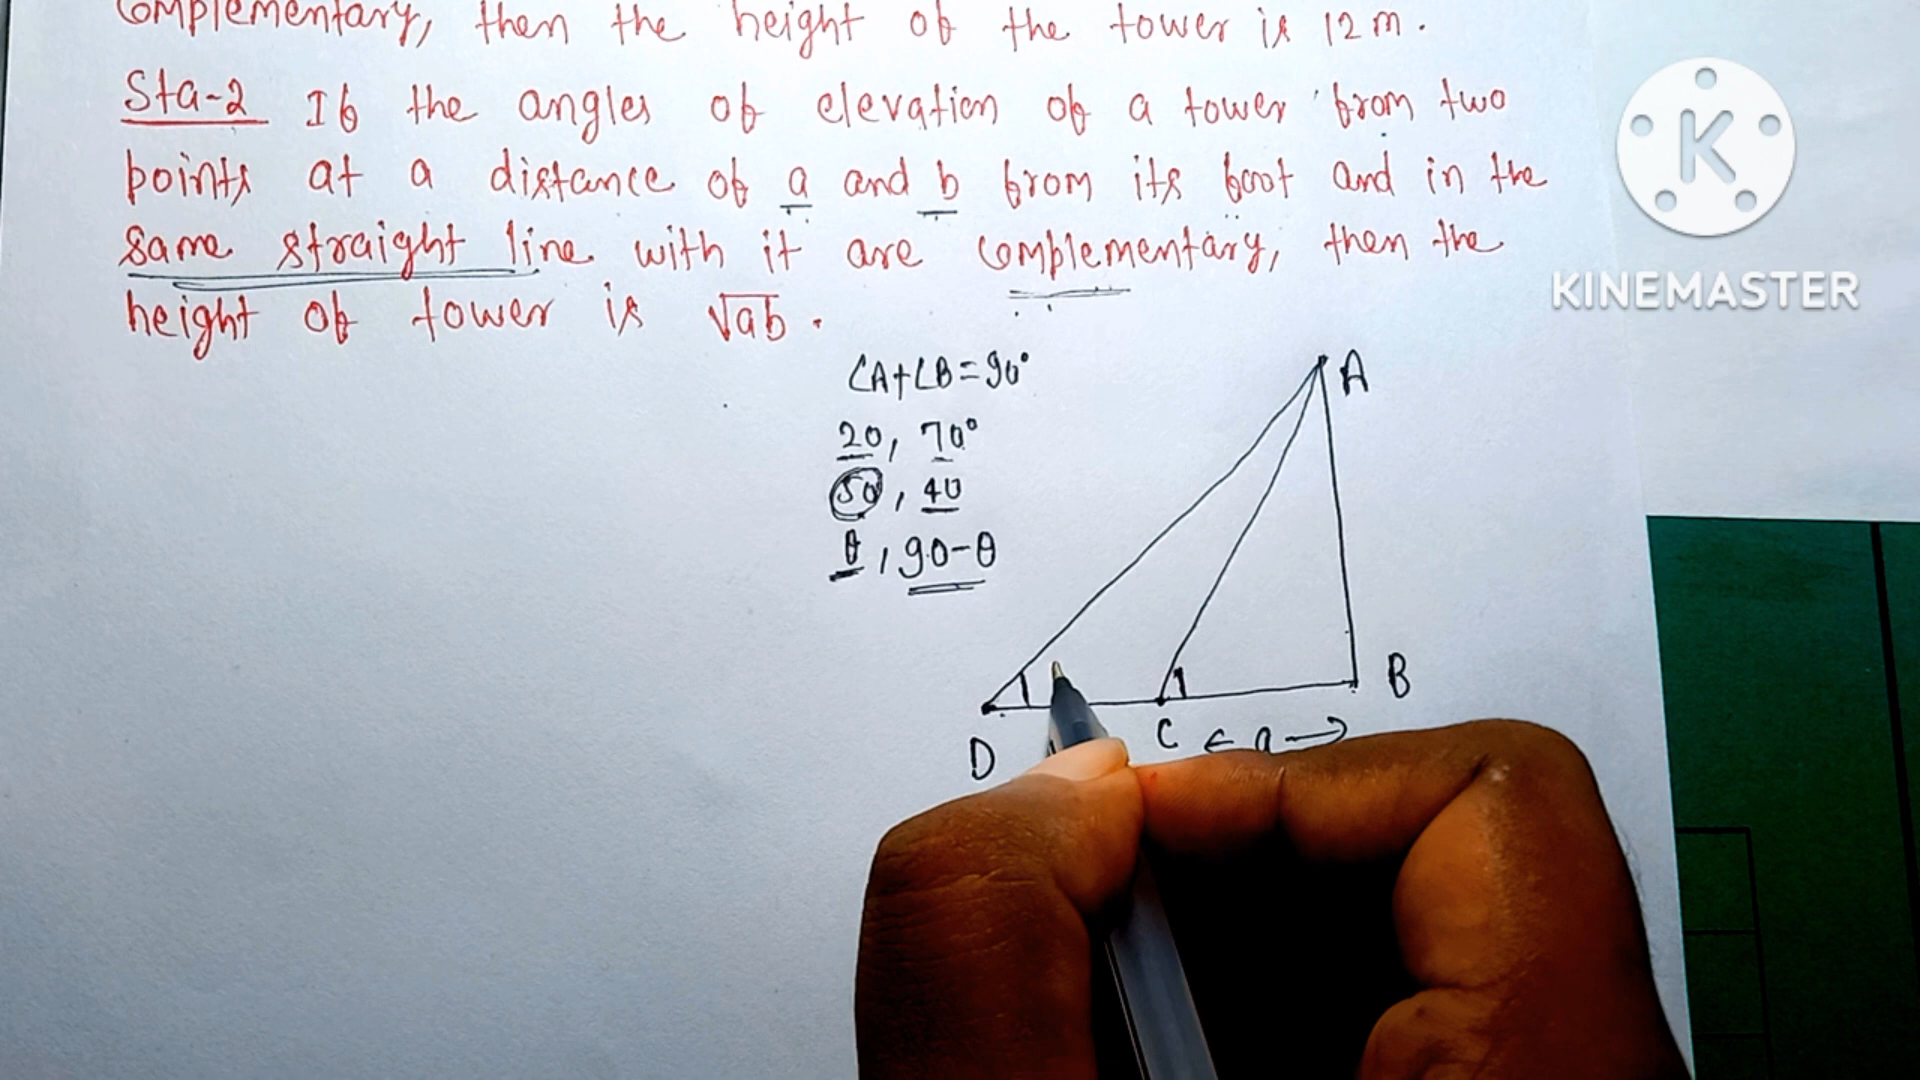 complementary, then the height of the tower is 12m.
Sta-2 If the angles of elevation of a tower from two
points at a distance of a and b from its foot and in the
same straight line with it are complementary, then the
height of tower is √ab.
∠A+∠B=90°
20, 70°
50, 40
θ, 90-θ
A
B
C
← a →
D
K
KINEMASTER